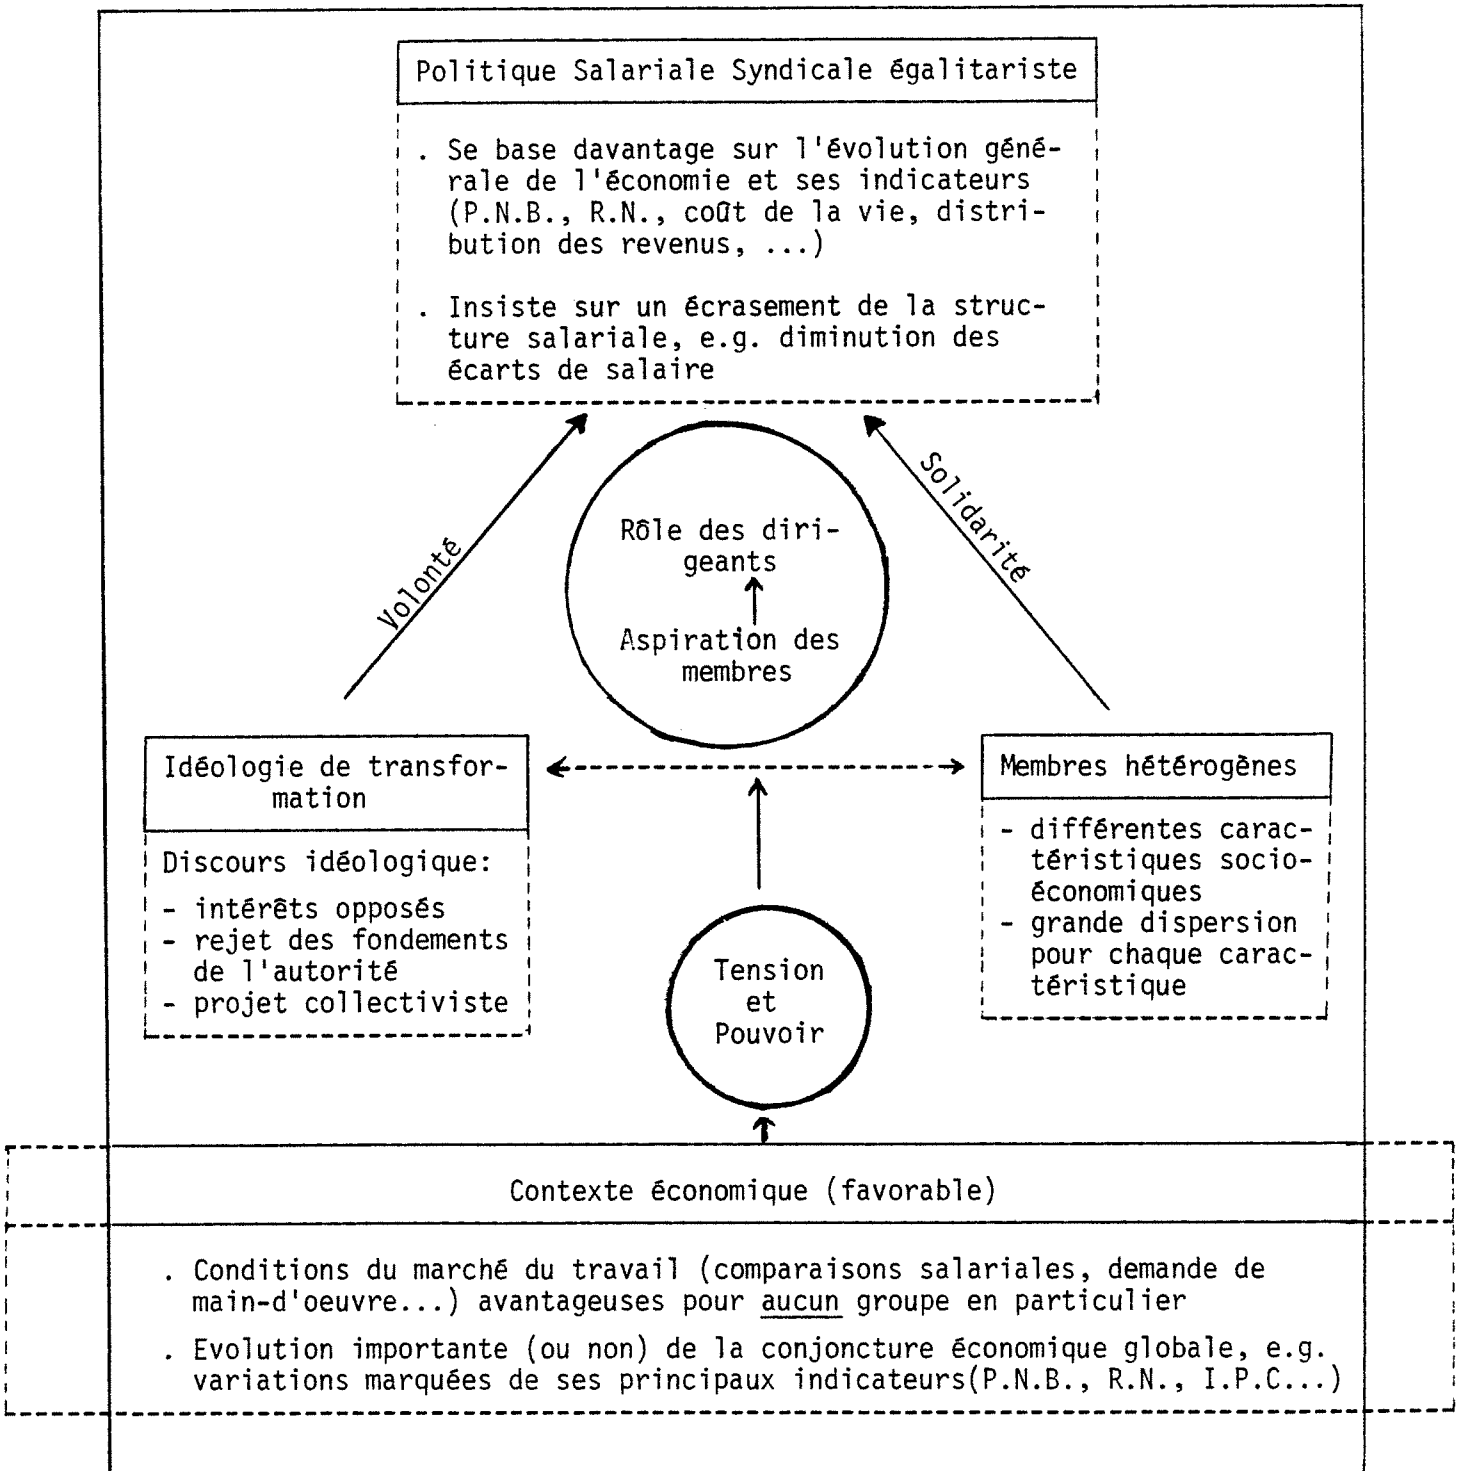 Politique Salariale Syndicale égalitariste
. Se base davantage sur l'évolution géné-
rale de l'économie et ses indicateurs
(P.N.B., R.N., coût de la vie, distri-
bution des revenus, ...)
. Insiste sur un écrasement de la struc-
ture salariale, e.g. diminution des
écarts de salaire
Volonté
Rôle des diri-
geants
Aspiration des
membres
Solidarité
Idéologie de transfor-
mation
Discours idéologique:
- intérêts opposés
- rejet des fondements
de l'autorité
- projet collectiviste
Membres hétérogènes
- différentes carac-
téristiques socio-
économiques
- grande dispersion
pour chaque carac-
téristique
Tension
et
Pouvoir
Contexte économique (favorable)
. Conditions du marché du travail (comparaisons salariales, demande de
main-d'oeuvre...) avantageuses pour aucun groupe en particulier
. Evolution importante (ou non) de la conjoncture économique globale, e.g.
variations marquées de ses principaux indicateurs(P.N.B., R.N., I.P.C...)